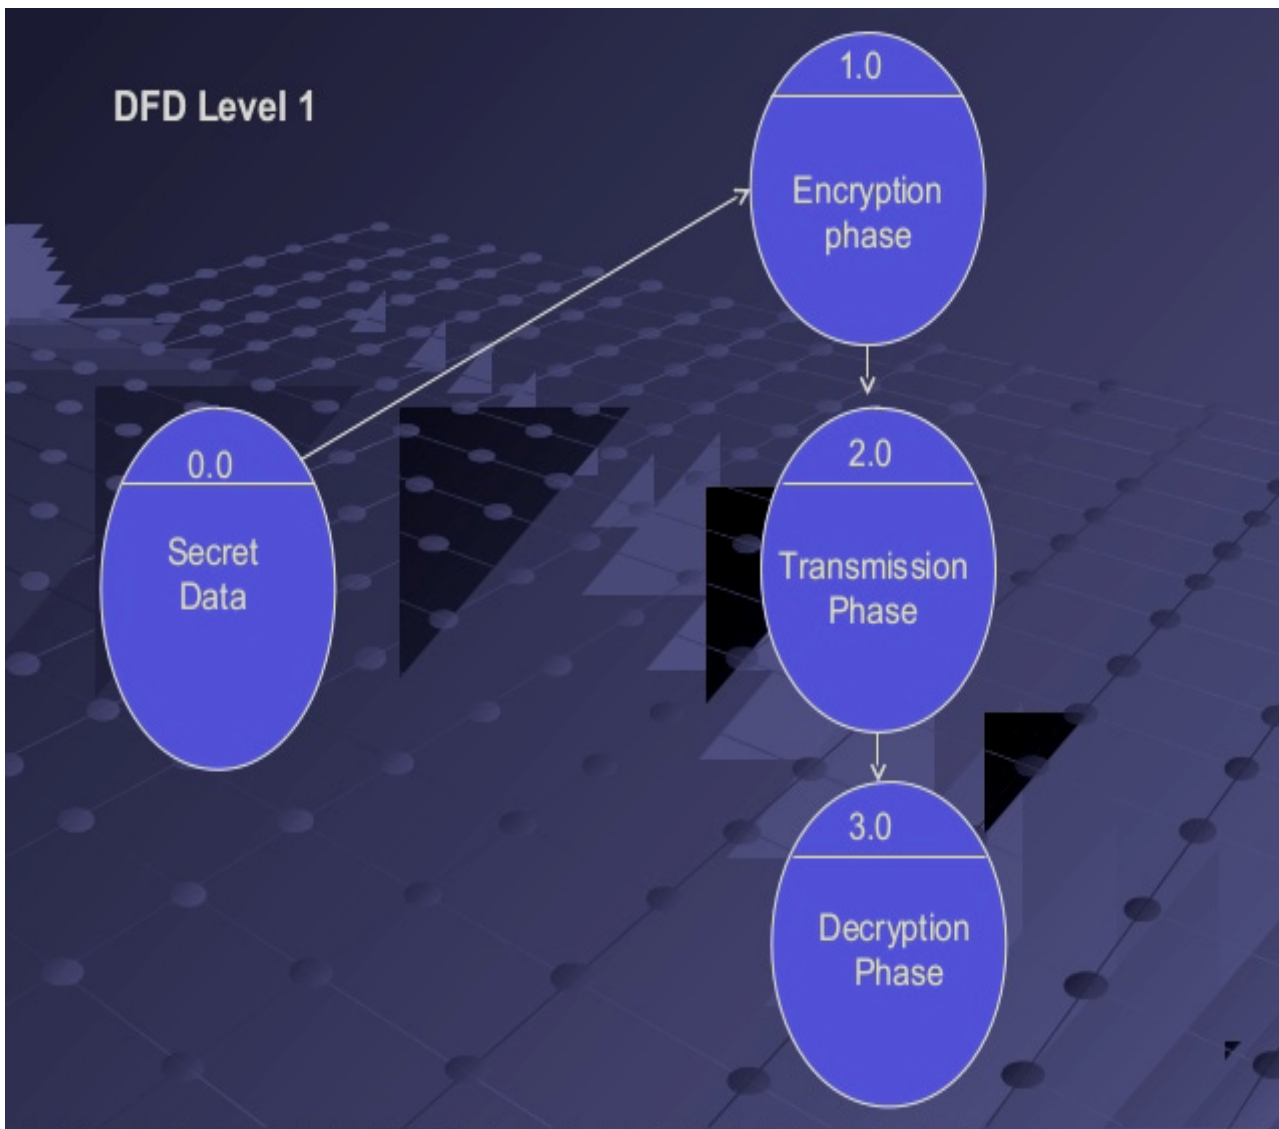 DFD Level 1
1.0
Encryption
phase
0.0
Secret
Data
2.0
Transmission
Phase
3.0
Decryption
Phase